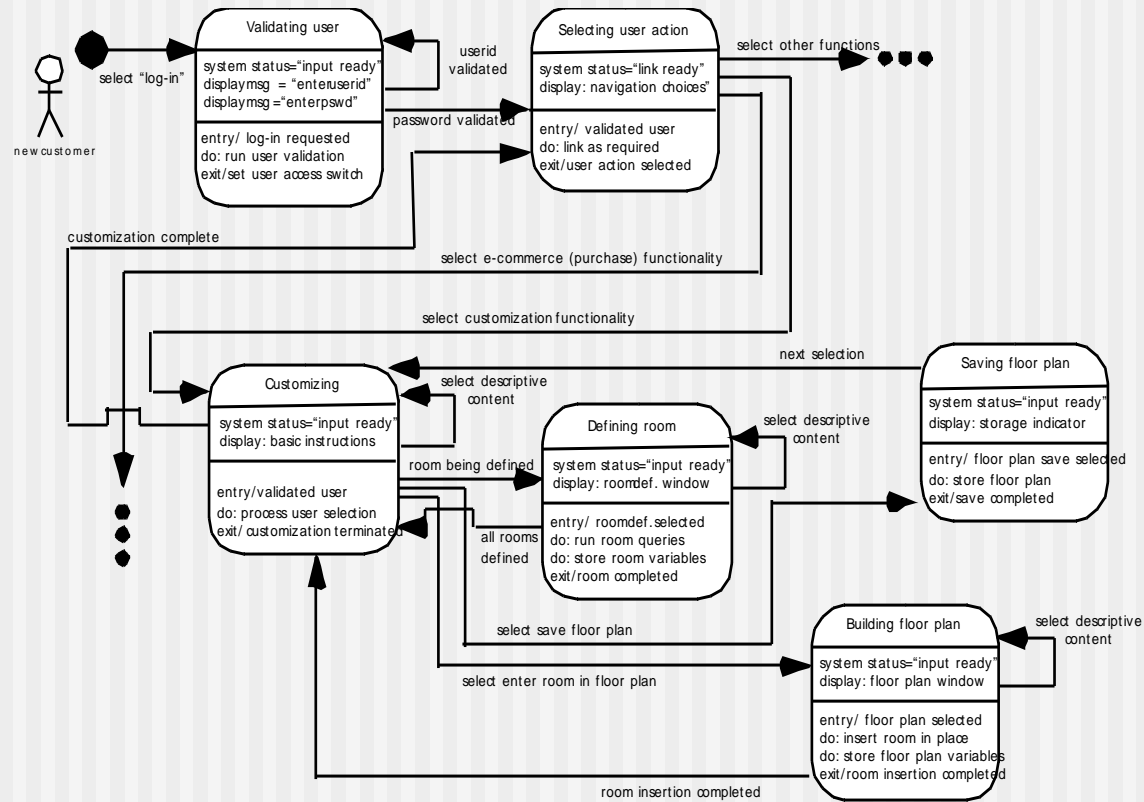 Validating user
system status="input ready"
displaymsg = "enteruserid"
displaymsg ="enterpswd"
entry/ log-in requested
do: run user validation
exit/set user access switch
select "log-in"
new customer
userid
validated
password validated
Selecting user action
system status="link ready"
display: navigation choices"
entry/ validated user
do: link as required
exit/user action selected
select other functions
customization complete
select e-commerce (purchase) functionality
select customization functionality
next selection
Customizing
system status="input ready"
display: basic instructions
entry/validated user
do: process user selection
exit/ customization terminated
select descriptive
content
room being defined
all rooms
defined
Defining room
system status="input ready"
display: roomdef. window
entry/ roomdef.selected
do: run room queries
do: store room variables
exit/room completed
select descriptive
content
Saving floor plan
system status="input ready"
display: storage indicator
entry/ floor plan save selected
do: store floor plan
exit/save completed
select save floor plan
select enter room in floor plan
Building floor plan
system status="input ready"
display: floor plan window
entry/ floor plan selected
do: insert room in place
do: store floor plan variables
exit/room insertion completed
select descriptive
content
room insertion completed